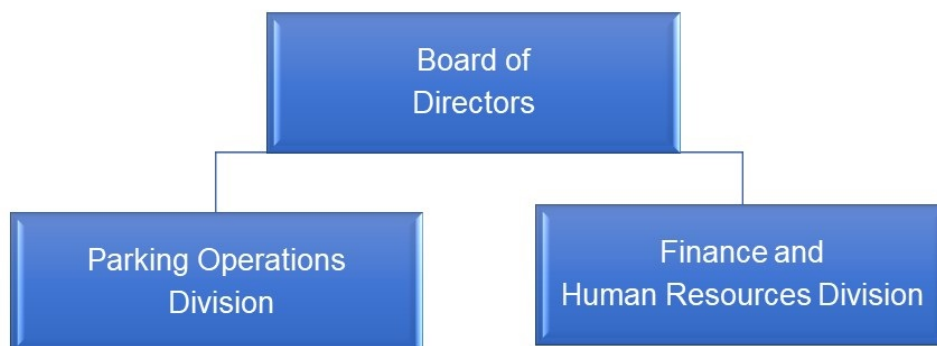 Board of
Directors
Parking Operations
Division
Finance and
Human Resources Division